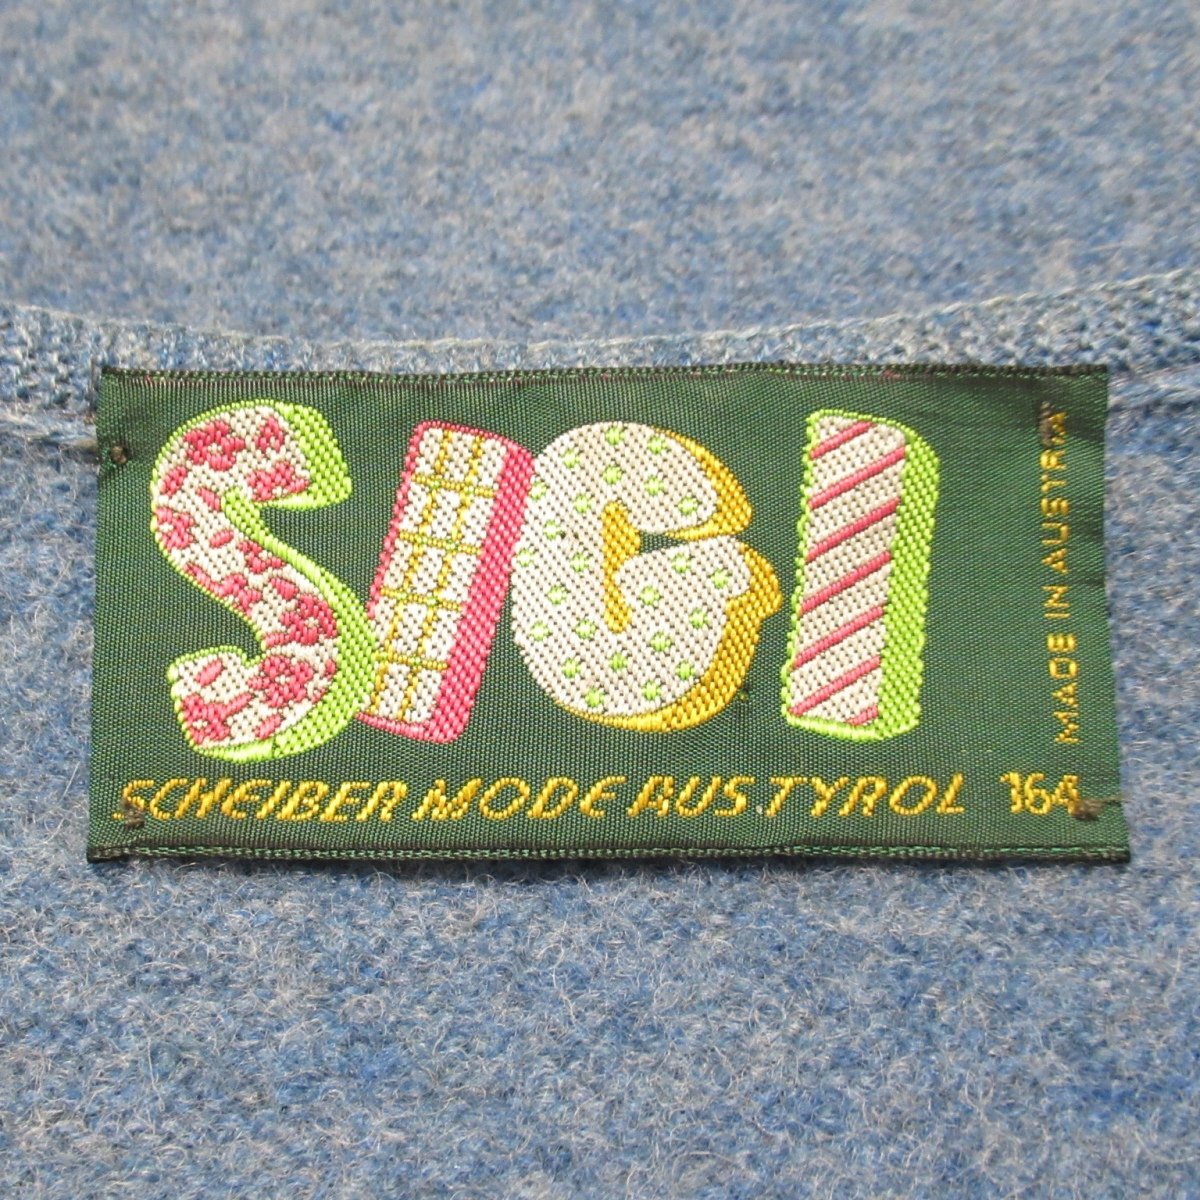 SIGI
SCHEIBER MODE AUS TYROL 164
MADE IN AUSTRIA